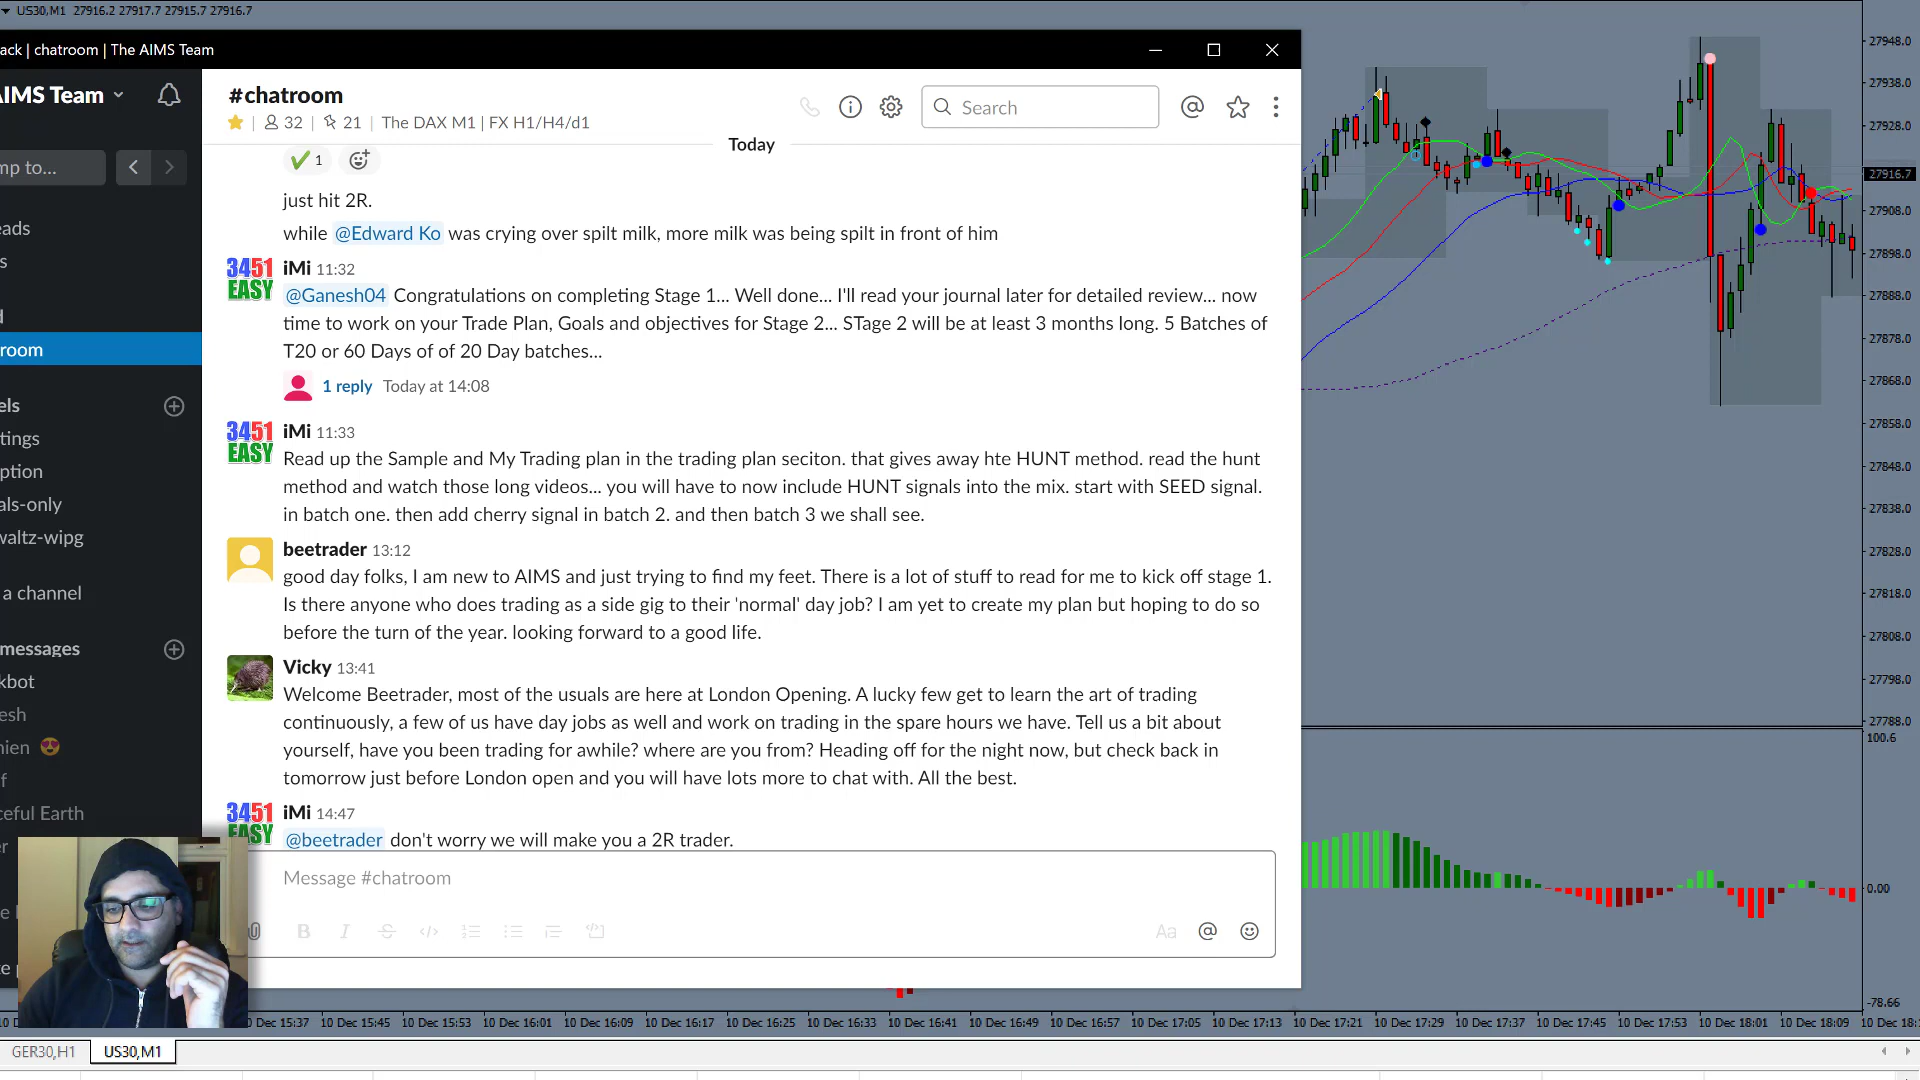 US30,M1 27916.2 27917.7 27915.7 27916.7
ack | chatroom | The AIMS Team
AIMS Team
mp to...
eads
s
d
room
els
tings
ption
als-only
waltz-wipg
a channel
messages
kbot
esh
nien 😍
f
ceful Earth
r
e
te p
#chatroom
32 | 21 | The DAX M1 | FX H1/H4/d1
Search
Today
1
just hit 2R.
while @Edward Ko was crying over spilt milk, more milk was being spilt in front of him
3451 EASY
iMi 11:32
@Ganesh04 Congratulations on completing Stage 1... Well done... I'll read your journal later for detailed review... now
time to work on your Trade Plan, Goals and objectives for Stage 2... STage 2 will be at least 3 months long. 5 Batches of
T20 or 60 Days of of 20 Day batches...
1 reply Today at 14:08
3451 EASY
iMi 11:33
Read up the Sample and My Trading plan in the trading plan seciton. that gives away hte HUNT method. read the hunt
method and watch those long videos... you will have to now include HUNT signals into the mix. start with SEED signal.
in batch one. then add cherry signal in batch 2. and then batch 3 we shall see.
beetrader 13:12
good day folks, I am new to AIMS and just trying to find my feet. There is a lot of stuff to read for me to kick off stage 1.
Is there anyone who does trading as a side gig to their 'normal' day job? I am yet to create my plan but hoping to do so
before the turn of the year. looking forward to a good life.
Vicky 13:41
Welcome Beetrader, most of the usuals are here at London Opening. A lucky few get to learn the art of trading
continuously, a few of us have day jobs as well and work on trading in the spare hours we have. Tell us a bit about
yourself, have you been trading for awhile? where are you from? Heading off for the night now, but check back in
tomorrow just before London open and you will have lots more to chat with. All the best.
3451 EASY
iMi 14:47
@beetrader don't worry we will make you a 2R trader.
Message #chatroom
Aa
27948.0
27938.0
27928.0
27916.7
27908.0
27898.0
27888.0
27878.0
27868.0
27858.0
27848.0
27838.0
27828.0
27818.0
27808.0
27798.0
27788.0
100.6
0.00
-78.66
10 D
Dec 15:37 10 Dec 15:45 10 Dec 15:53 10 Dec 16:01 10 Dec 16:09 10 Dec 16:17 10 Dec 16:25 10 Dec 16:33 10 Dec 16:41 10 Dec 16:49 10 Dec 16:57 10 Dec 17:05 10 Dec 17:13 10 Dec 17:21 10 Dec 17:29 10 Dec 17:37 10 Dec 17:45 10 Dec 17:53 10 Dec 18:01 10 Dec 18:09 10 Dec 18:
GER30,H1 US30,M1